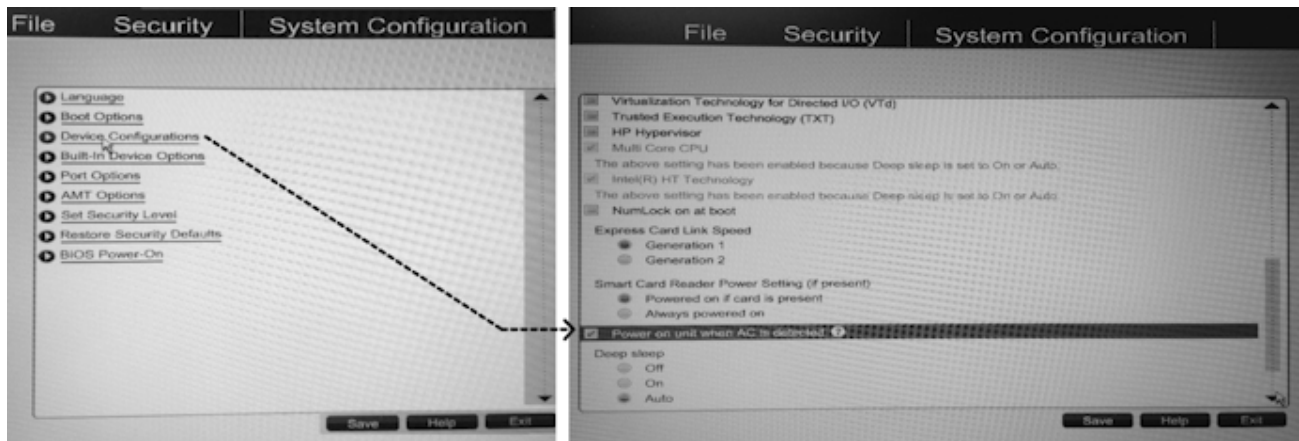 File Security System Configuration
Language
Boot Options
Device Configurations
Built-In Device Options
Port Options
AMT Options
Set Security Level
Restore Security Defaults
BIOS Power-On
Save Help Exit
File Security System Configuration
Virtualization Technology for Directed I/O (VTd)
Trusted Execution Technology (TXT)
HP Hypervisor
Multi Core CPU
The above setting has been enabled because Deep sleep is set to On or Auto.
Intel(R) HT Technology
The above setting has been enabled because Deep sleep is set to On or Auto.
NumLock on at boot
Express Card Link Speed
Generation 1
Generation 2
Smart Card Reader Power Setting (if present)
Powered on if card is present
Always powered on
Power on unit when AC is detected ?
Deep sleep
Off
On
Auto
Save Help Exit